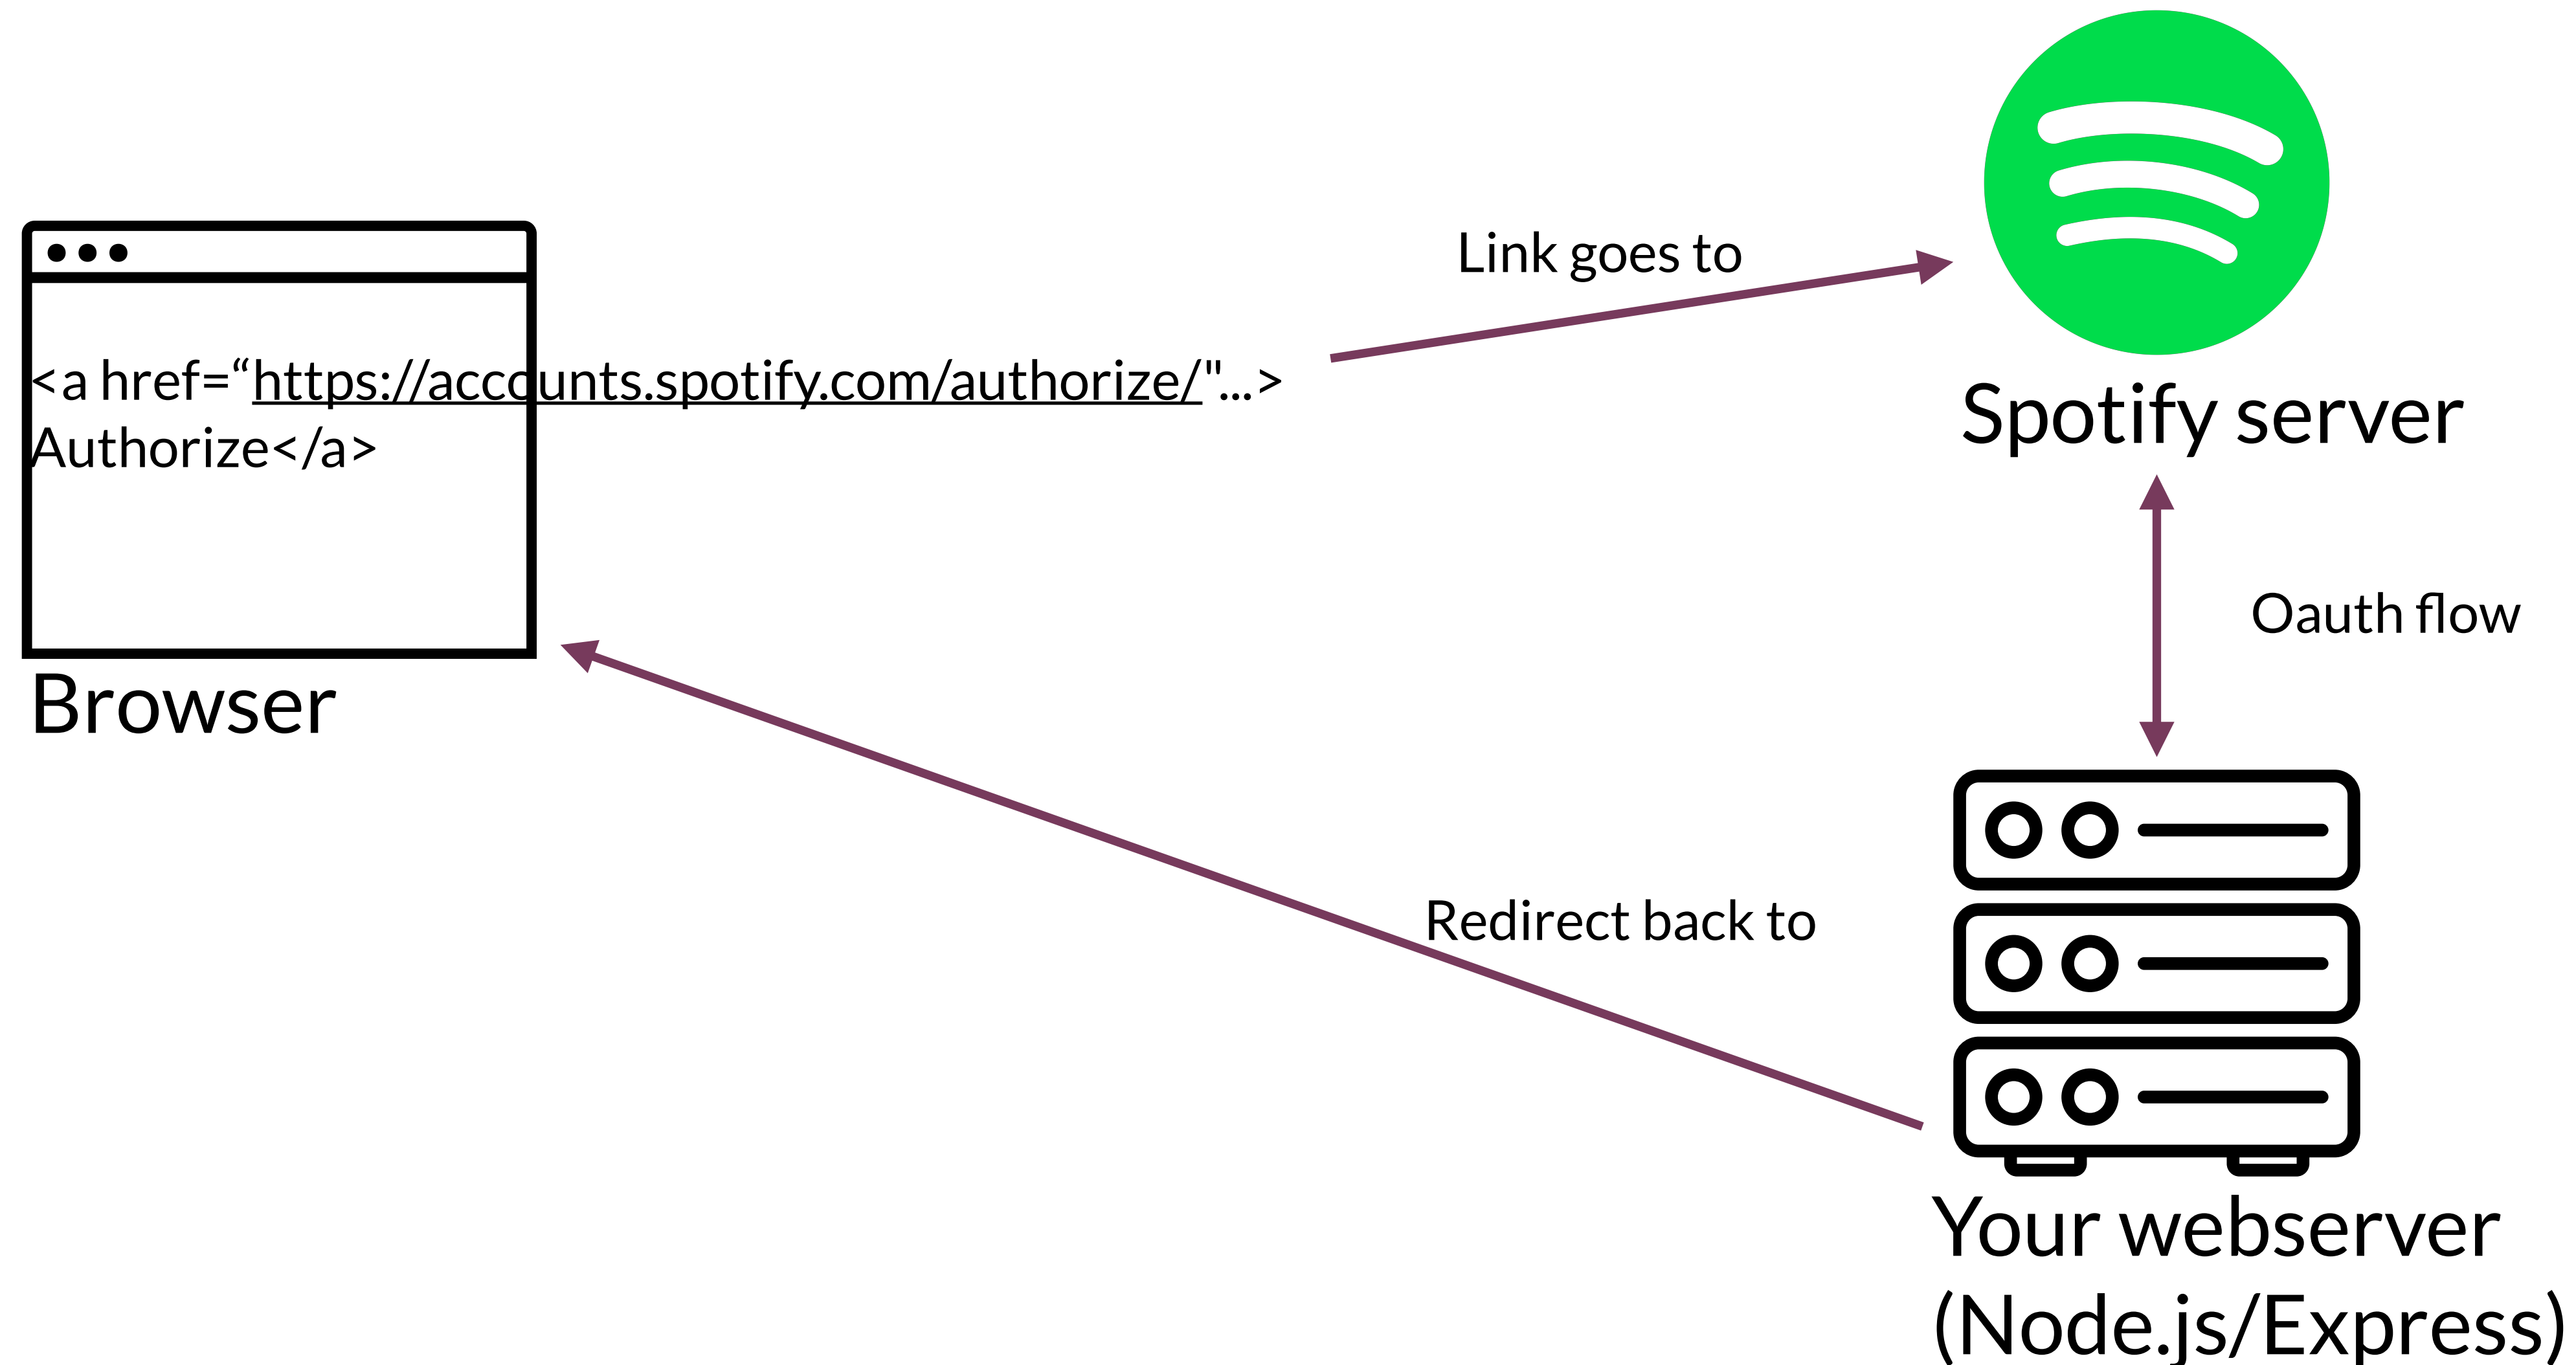 Link goes to
<a href=“https://accounts.spotify.com/authorize/"...>
Authorize</a>
Spotify server
Oauth flow
Browser
Redirect back to
Your webserver
(Node.js/Express)